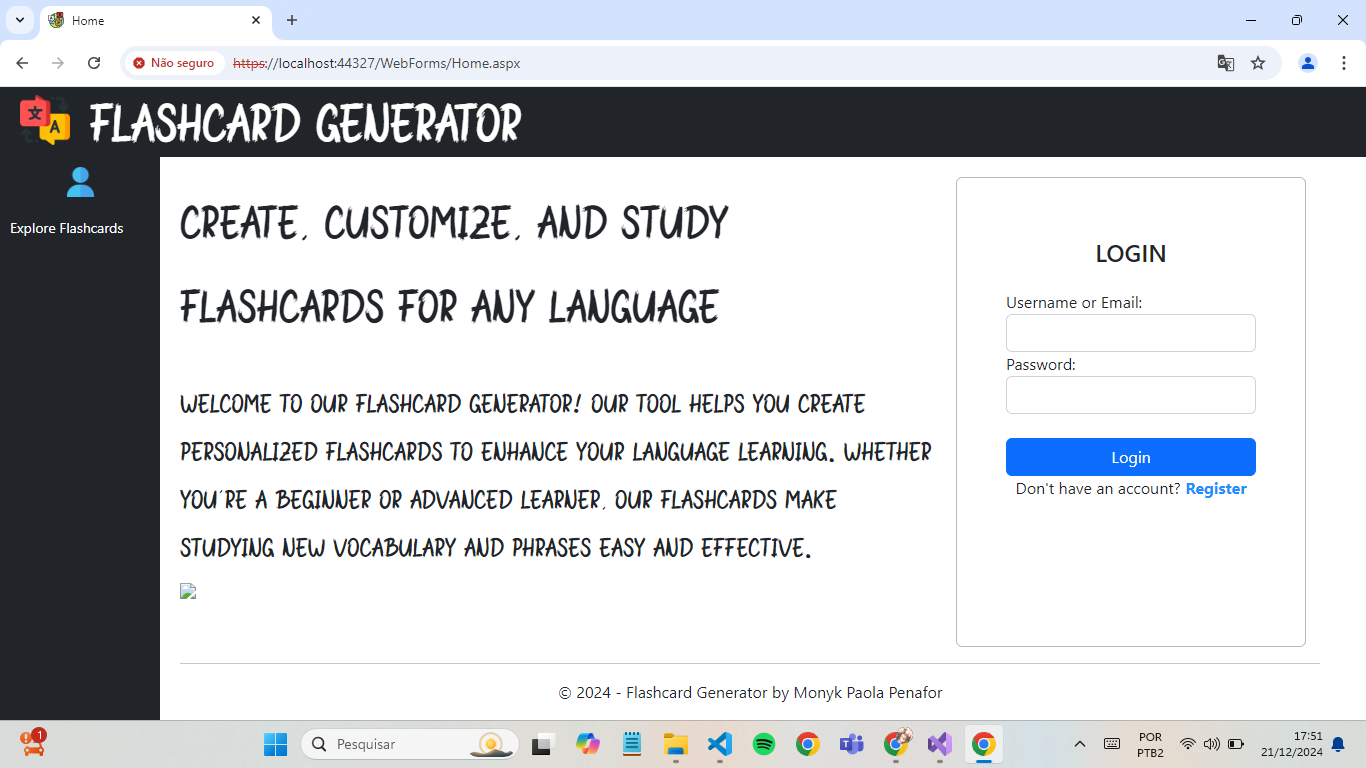 Home
Não seguro
https://localhost:44327/WebForms/Home.aspx
文
A
FLASHCARD GENERATOR
Explore Flashcards
CREATE, CUSTOMIZE, AND STUDY
FLASHCARDS FOR ANY LANGUAGE
WELCOME TO OUR FLASHCARD GENERATOR! OUR TOOL HELPS YOU CREATE
PERSONALIZED FLASHCARDS TO ENHANCE YOUR LANGUAGE LEARNING. WHETHER
YOU'RE A BEGINNER OR ADVANCED LEARNER, OUR FLASHCARDS MAKE
STUDYING NEW VOCABULARY AND PHRASES EASY AND EFFECTIVE.
LOGIN
Username or Email:
Password:
Login
Don't have an account? Register
© 2024 - Flashcard Generator by Monyk Paola Penafor
1
Pesquisar
POR
PTB2
17:51
21/12/2024